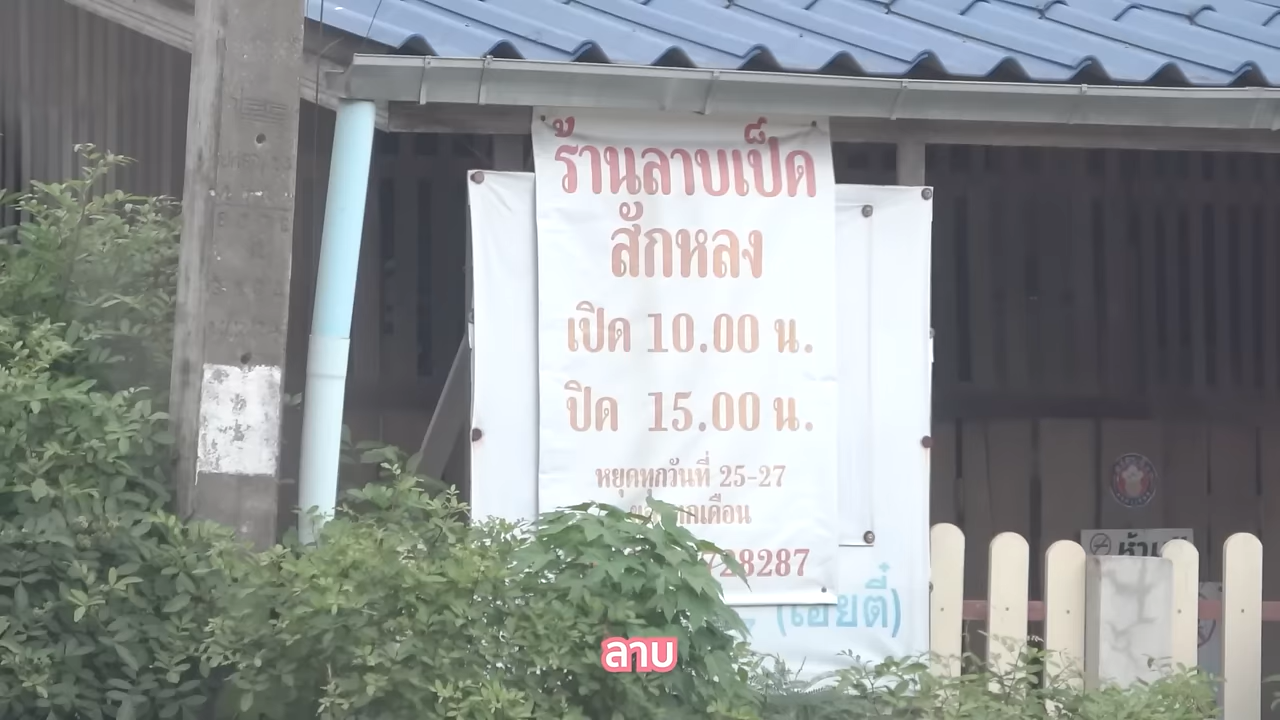 ร้านลาบเป็ด
สักหลง
เปิด 10.00 น.
ปิด 15.00 น.
หยุดทุกวันที่ 25-27
ทุกเดือน
728287
(เฮียตี๋)
ลาบ